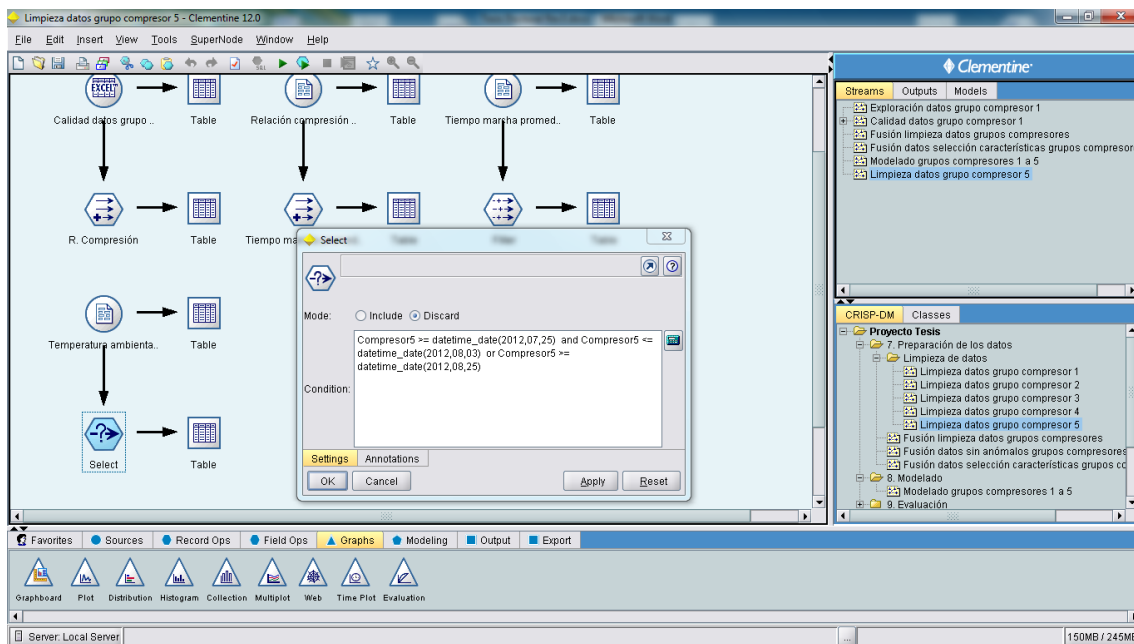 Limpieza datos grupo compresor 5 - Clementine 12.0
File Edit Insert View Tools SuperNode Window Help
EXCEL
Calidad datos grupo .. Table Relación compresión .. Table Tiempo marcha promed.. Table
R. Compresión Table Tiempo
Temperatura ambienta.. Table
Select Table
Select
Mode: Include Discard
Compresor5 >= datetime_date(2012,07,25) and Compresor5 <=
datetime_date(2012,08,03) or Compresor5 >=
datetime_date(2012,08,25)
Condition:
Settings Annotations
OK Cancel Apply Reset
Clementine
Streams Outputs Models
Exploración datos grupo compresor 1
Calidad datos grupo compresor 1
Fusión limpieza datos grupos compresores
Fusión datos selección características grupos compresor
Modelado grupos compresores 1 a 5
Limpieza datos grupo compresor 5
CRISP-DM Classes
Proyecto Tesis
7. Preparación de los datos
Limpieza de datos
Limpieza datos grupo compresor 1
Limpieza datos grupo compresor 2
Limpieza datos grupo compresor 3
Limpieza datos grupo compresor 4
Limpieza datos grupo compresor 5
Fusión limpieza datos grupos compresores
Fusión datos sin anómalos grupos compresores
Fusión datos selección características grupos cc
8. Modelado
Modelado grupos compresores 1 a 5
9. Evaluación
Favorites Sources Record Ops Field Ops Graphs Modeling Output Export
Graphboard Plot Distribution Histogram Collection Multiplot Web Time Plot Evaluation
Server: Local Server ... 150MB / 245MB